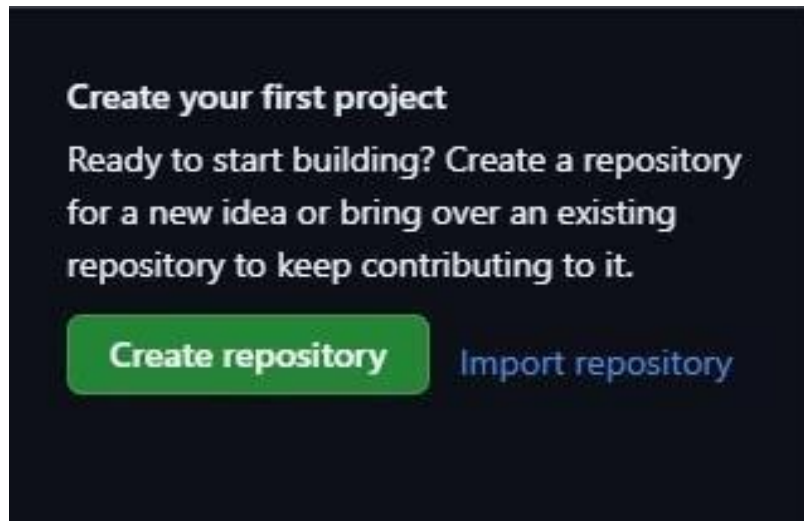 Create your first project
Ready to start building? Create a repository
for a new idea or bring over an existing
repository to keep contributing to it.
Create repository Import repository